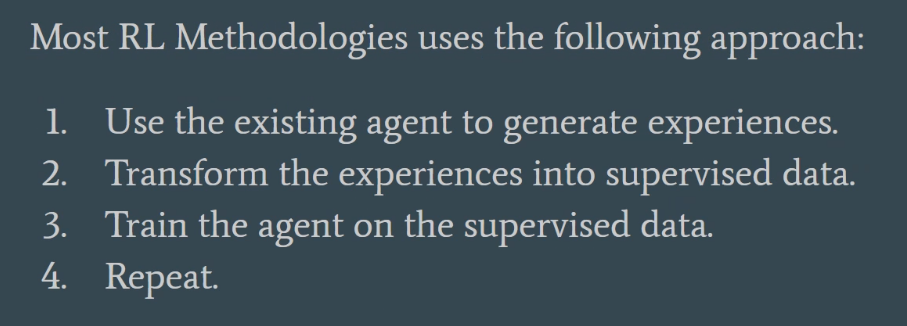 Most RL Methodologies uses the following approach:
1. Use the existing agent to generate experiences.
2. Transform the experiences into supervised data.
3. Train the agent on the supervised data.
4. Repeat.